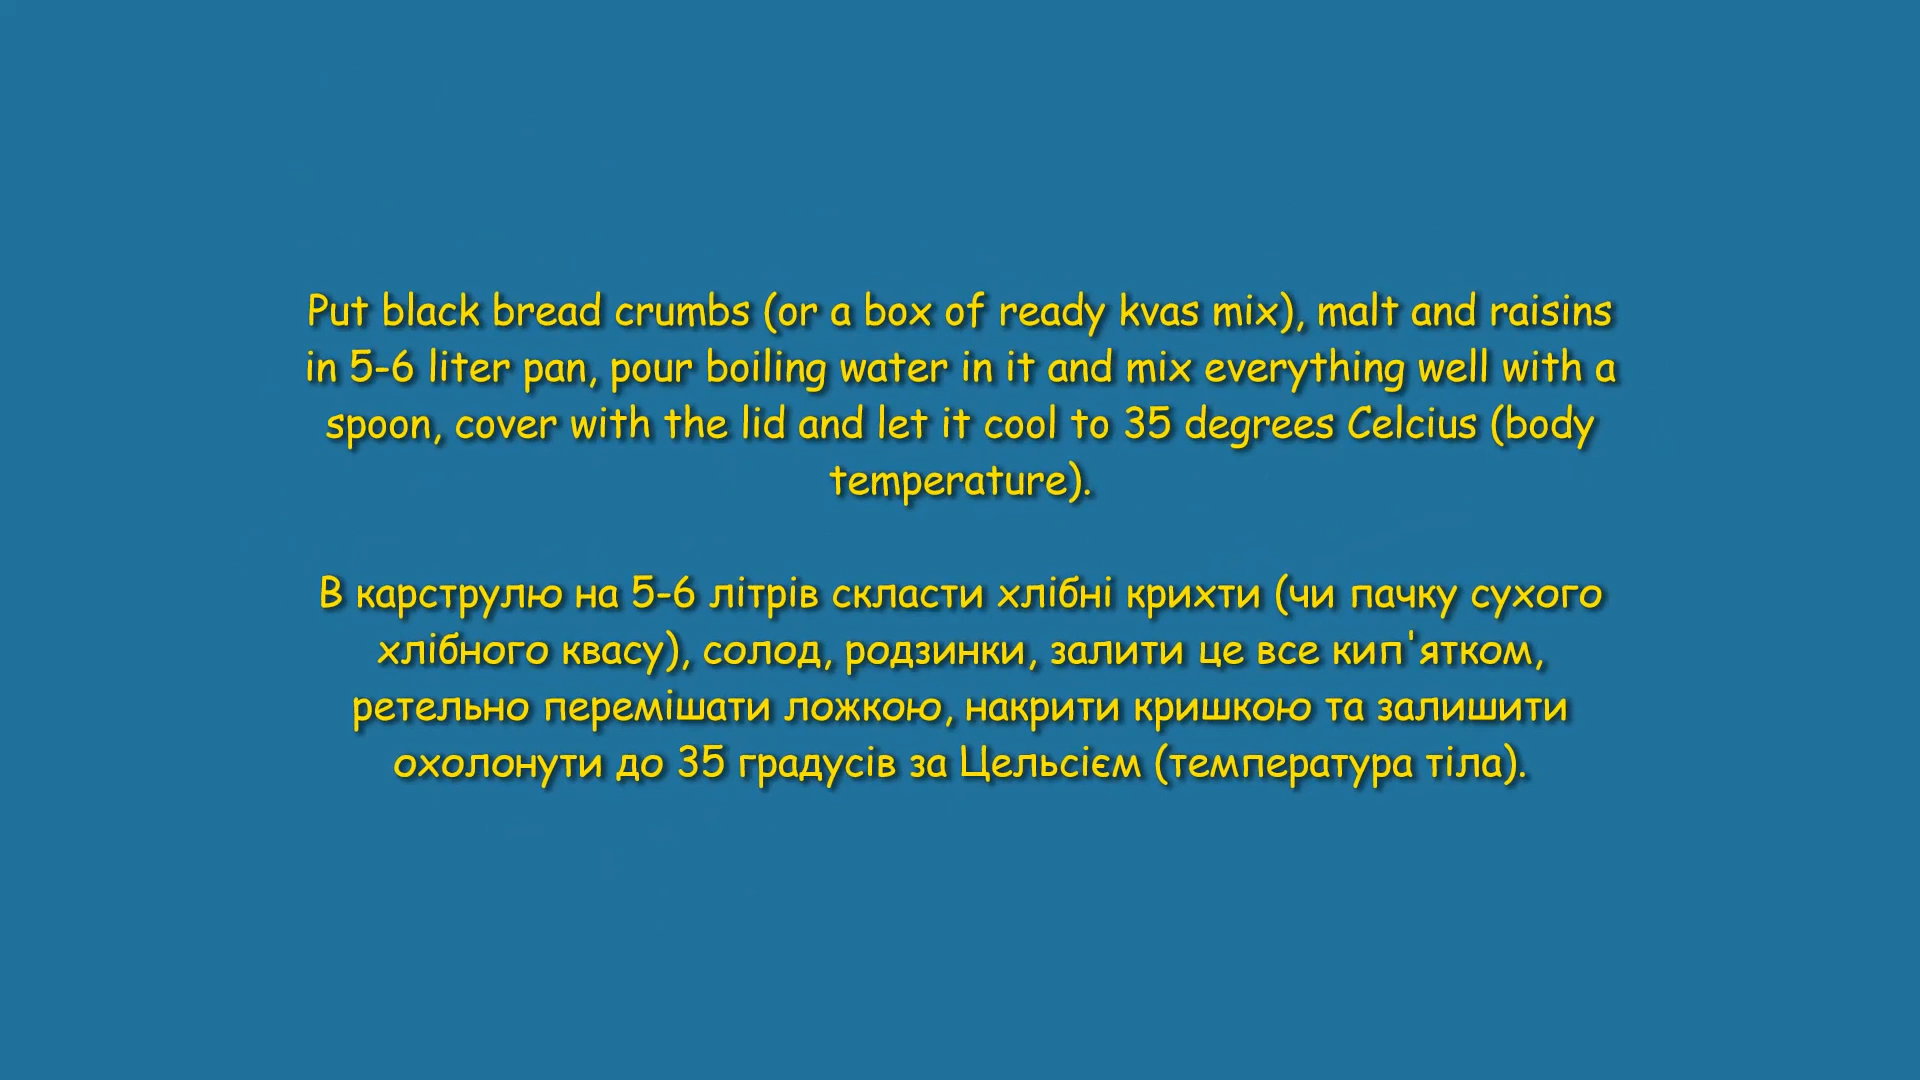 Put black bread crumbs (or a box of ready kvas mix), malt and raisins
in 5-6 liter pan, pour boiling water in it and mix everything well with a
spoon, cover with the lid and let it cool to 35 degrees Celcius (body
temperature).
В карструлю на 5-6 літрів скласти хлібні крихти (чи пачку сухого
хлібного квасу), солод, родзинки, залити це все кип'ятком,
ретельно перемішати ложкою, накрити кришкою та залишити
охолонути до 35 градусів за Цельсієм (температура тіла).